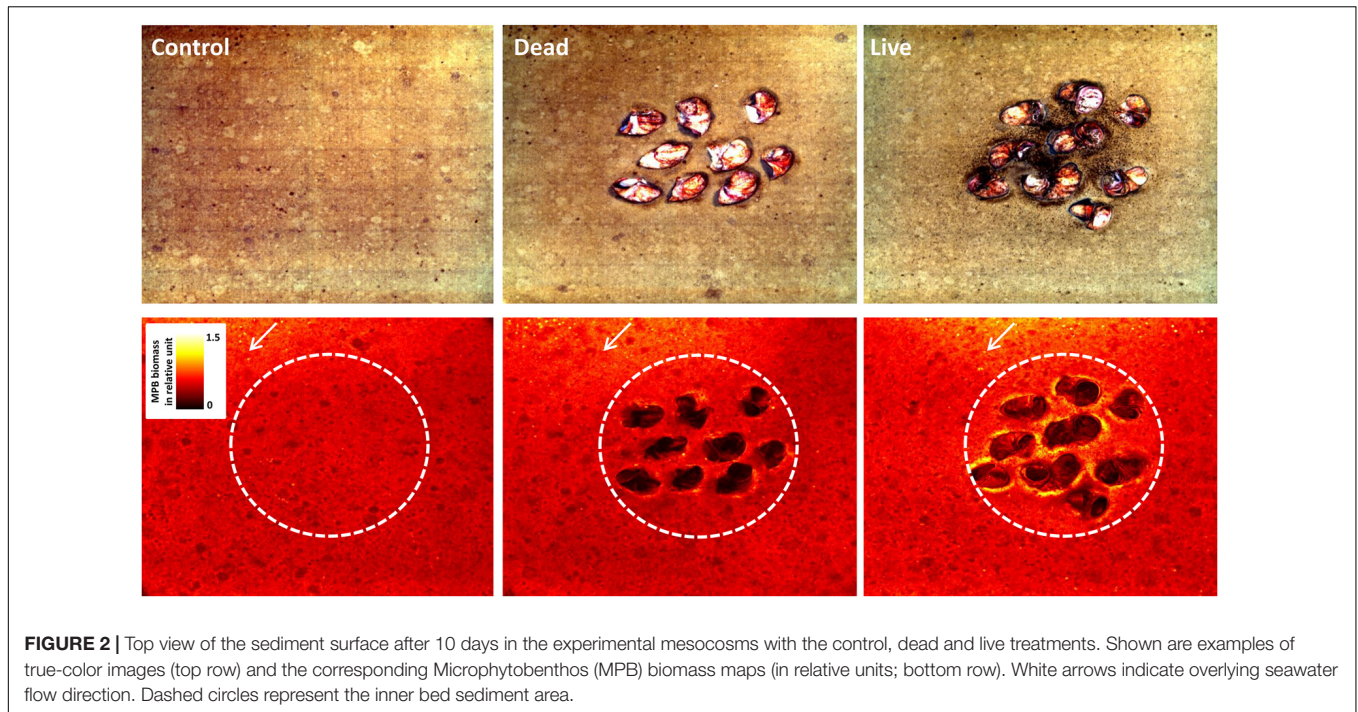 Control
Dead
Live
MPB biomass
in relative unit
1.5
0
FIGURE 2 | Top view of the sediment surface after 10 days in the experimental mesocosms with the control, dead and live treatments. Shown are examples of
true-color images (top row) and the corresponding Microphytobenthos (MPB) biomass maps (in relative units; bottom row). White arrows indicate overlying seawater
flow direction. Dashed circles represent the inner bed sediment area.